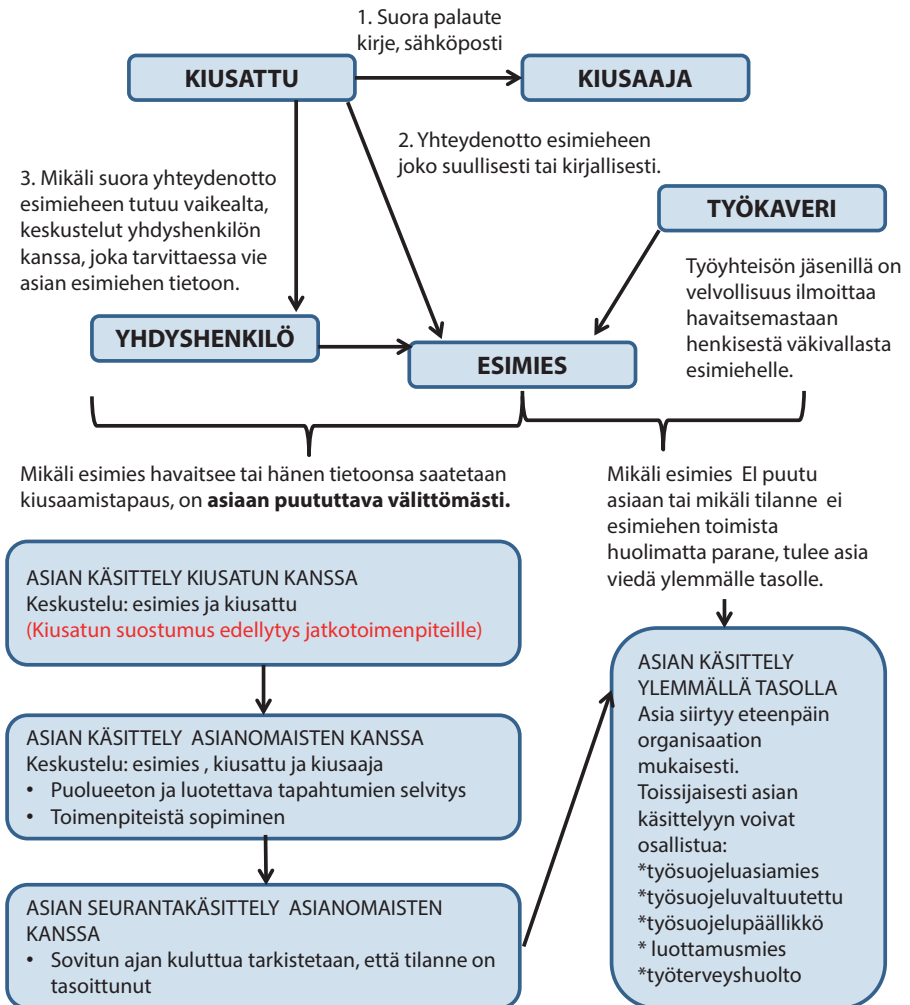 1. Suora palaute
kirje, sähköposti
KIUSATTU
KIUSAAJA
2. Yhteydenotto esimieheen
joko suullisesti tai kirjallisesti.
3. Mikäli suora yhteydenotto
esimieheen tutuu vaikealta,
keskustelut yhdyshenkilön
kanssa, joka tarvittaessa vie
asian esimiehen tietoon.
TYÖKAVERI
Työyhteisön jäsenillä on
velvollisuus ilmoittaa
havaitsemastaan
henkisestä väkivallasta
esimiehelle.
YHDYSHENKILÖ
ESIMIES
Mikäli esimies havaitsee tai hänen tietoonsa saatetaan
kiusaamistapaus, on asiaan puututtava välittömästi.
Mikäli esimies EI puutu
asiaan tai mikäli tilanne ei
esimiehen toimista
huolimatta parane, tulee asia
viedä ylemmälle tasolle.
ASIAN KÄSITTELY KIUSATUN KANSSA
Keskustelu: esimies ja kiusattu
(Kiusatun suostumus edellytys jatkotoimenpiteille)
ASIAN KÄSITTELY ASIANOMAISTEN KANSSA
Keskustelu: esimies , kiusattu ja kiusaaja
• Puolueeton ja luotettava tapahtumien selvitys
• Toimenpiteistä sopiminen
ASIAN SEURANTAKÄSITTELY ASIANOMAISTEN
KANSSA
• Sovitun ajan kuluttua tarkistetaan, että tilanne on
tasoittunut
ASIAN KÄSITTELY
YLEMMÄLLÄ TASOLLA
Asia siirtyy eteenpäin
organisaation
mukaisesti.
Toissijaisesti asian
käsittelyyn voivat
osallistua:
*työsuojeluasiamies
*työsuojeluvaltuutettu
*työsuojelupäällikkö
* luottamusmies
*työterveyshuolto